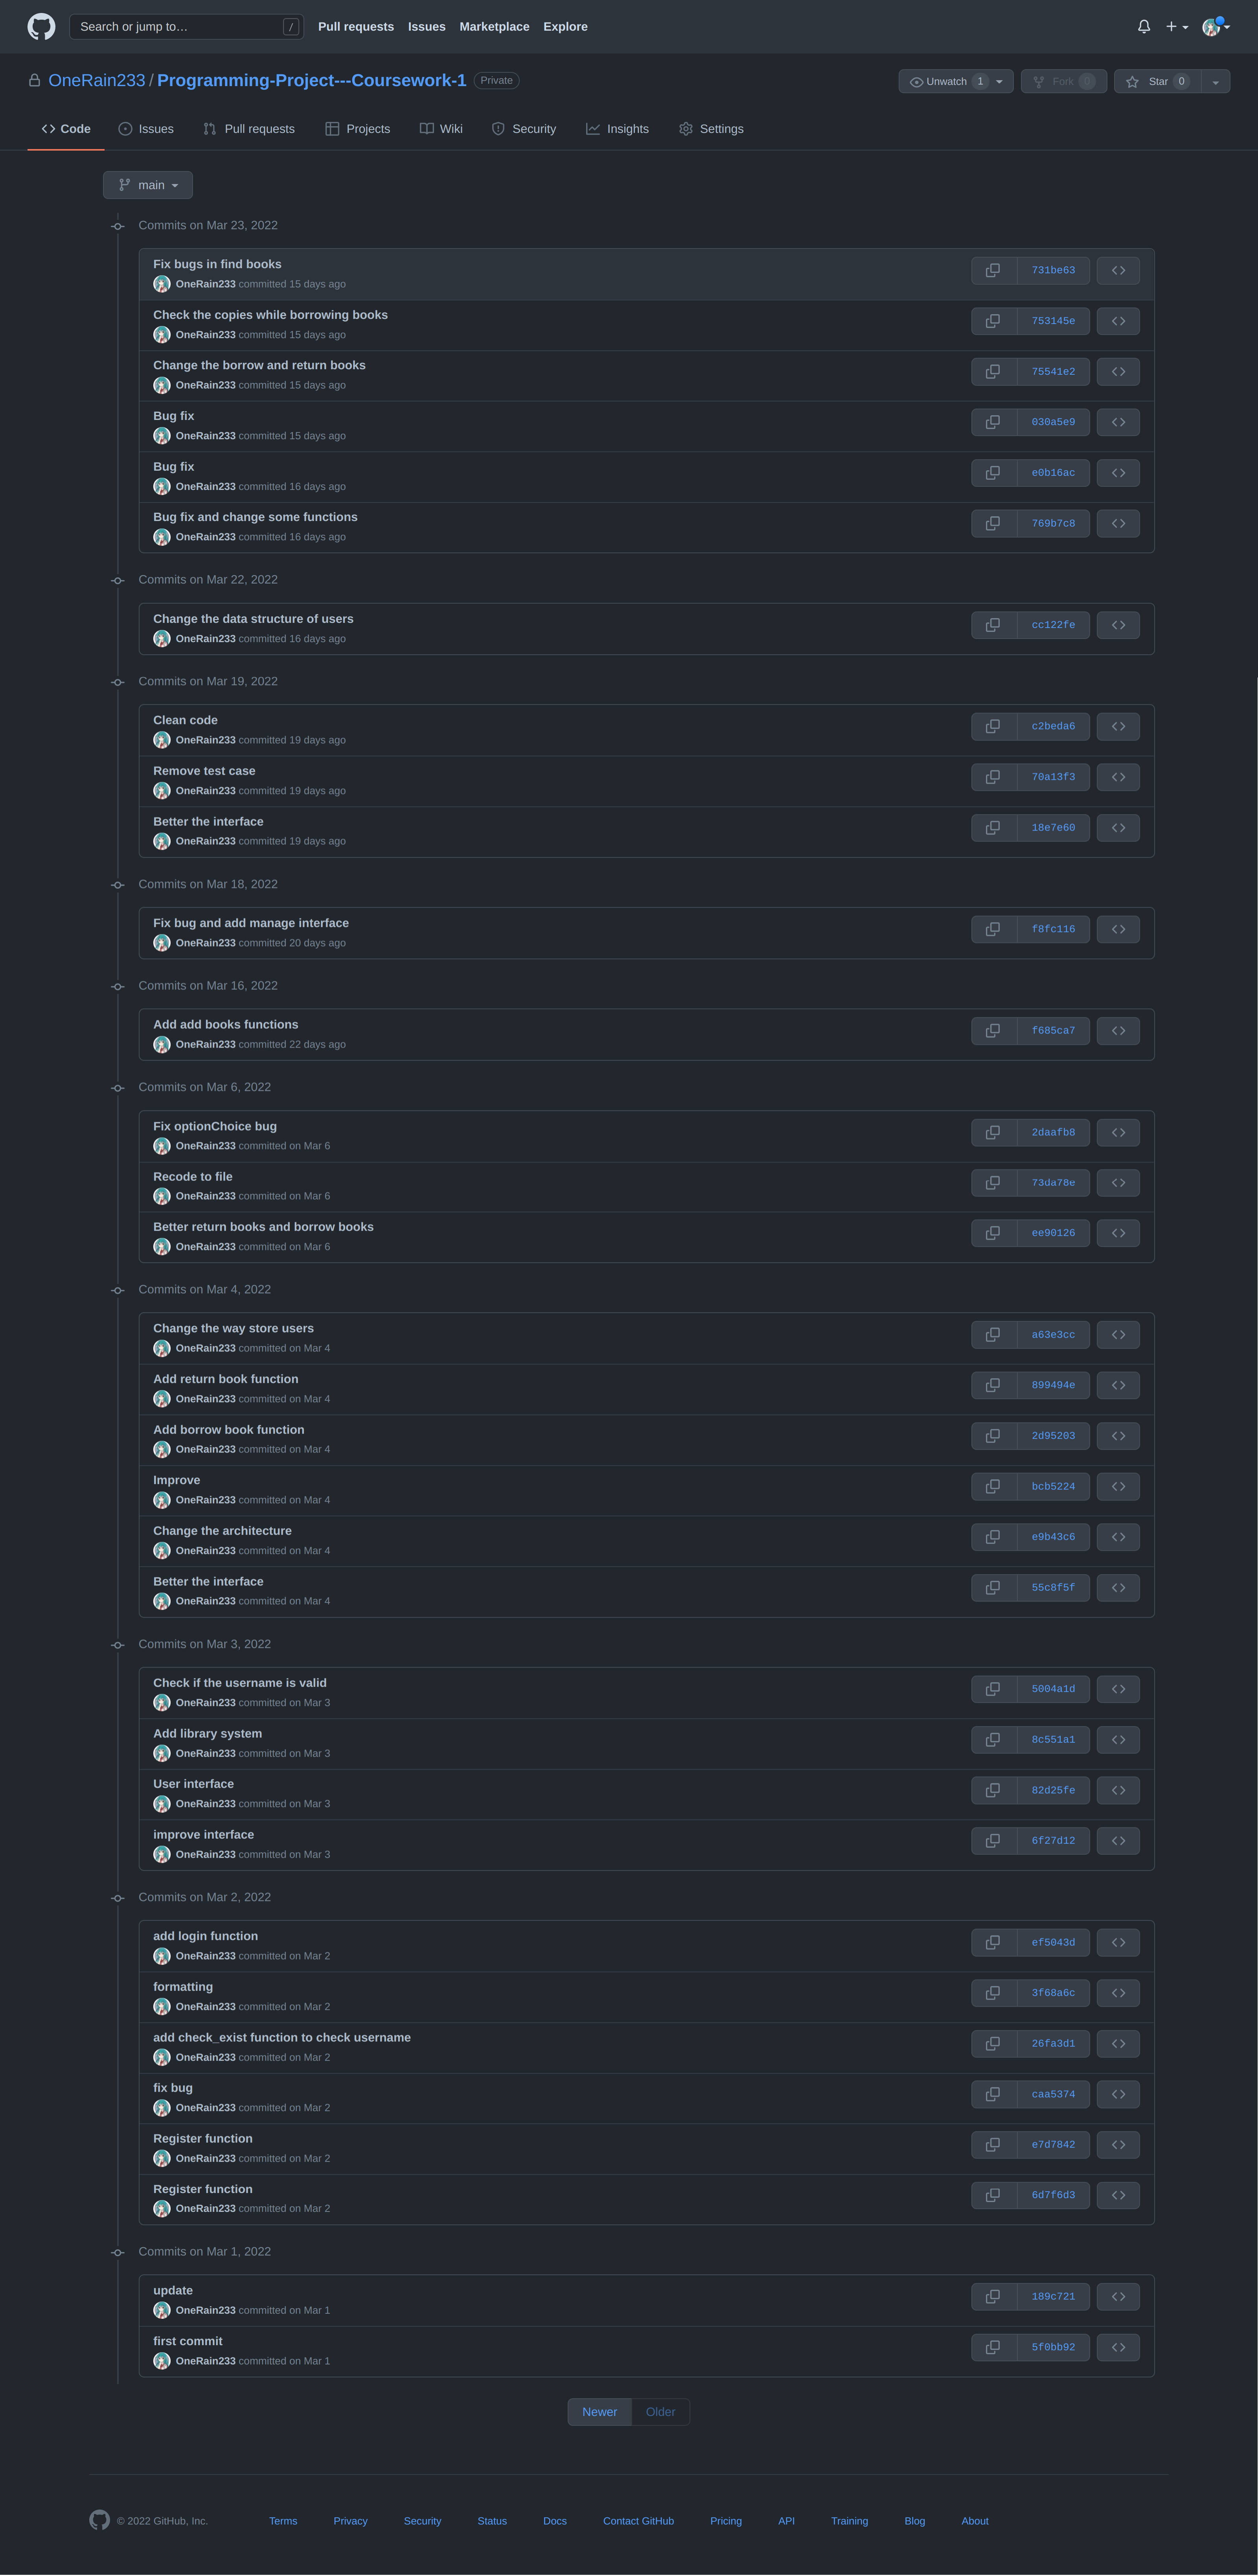 Search or jump to… /
Pull requests Issues Marketplace Explore
OneRain233 / Programming-Project---Coursework-1 Private
Unwatch 1 Fork 0 Star 0
Code Issues Pull requests Projects Wiki Security Insights Settings
main
Commits on Mar 23, 2022
Fix bugs in find books
OneRain233 committed 15 days ago
731be63
Check the copies while borrowing books
OneRain233 committed 15 days ago
753145e
Change the borrow and return books
OneRain233 committed 15 days ago
75541e2
Bug fix
OneRain233 committed 15 days ago
030a5e9
Bug fix
OneRain233 committed 16 days ago
e0b16ac
Bug fix and change some functions
OneRain233 committed 16 days ago
769b7c8
Commits on Mar 22, 2022
Change the data structure of users
OneRain233 committed 16 days ago
cc122fe
Commits on Mar 19, 2022
Clean code
OneRain233 committed 19 days ago
c2beda6
Remove test case
OneRain233 committed 19 days ago
70a13f3
Better the interface
OneRain233 committed 19 days ago
18e7e60
Commits on Mar 18, 2022
Fix bug and add manage interface
OneRain233 committed 20 days ago
f8fc116
Commits on Mar 16, 2022
Add add books functions
OneRain233 committed 22 days ago
f685ca7
Commits on Mar 6, 2022
Fix optionChoice bug
OneRain233 committed on Mar 6
2daafb8
Recode to file
OneRain233 committed on Mar 6
73da78e
Better return books and borrow books
OneRain233 committed on Mar 6
ee90126
Commits on Mar 4, 2022
Change the way store users
OneRain233 committed on Mar 4
a63e3cc
Add return book function
OneRain233 committed on Mar 4
899494e
Add borrow book function
OneRain233 committed on Mar 4
2d95203
Improve
OneRain233 committed on Mar 4
bcb5224
Change the architecture
OneRain233 committed on Mar 4
e9b43c6
Better the interface
OneRain233 committed on Mar 4
55c8f5f
Commits on Mar 3, 2022
Check if the username is valid
OneRain233 committed on Mar 3
5004a1d
Add library system
OneRain233 committed on Mar 3
8c551a1
User interface
OneRain233 committed on Mar 3
82d25fe
improve interface
OneRain233 committed on Mar 3
6f27d12
Commits on Mar 2, 2022
add login function
OneRain233 committed on Mar 2
ef5043d
formatting
OneRain233 committed on Mar 2
3f68a6c
add check_exist function to check username
OneRain233 committed on Mar 2
26fa3d1
fix bug
OneRain233 committed on Mar 2
caa5374
Register function
OneRain233 committed on Mar 2
e7d7842
Register function
OneRain233 committed on Mar 2
6d7f6d3
Commits on Mar 1, 2022
update
OneRain233 committed on Mar 1
189c721
first commit
OneRain233 committed on Mar 1
5f0bb92
Newer Older
© 2022 GitHub, Inc. Terms Privacy Security Status Docs Contact GitHub Pricing API Training Blog About